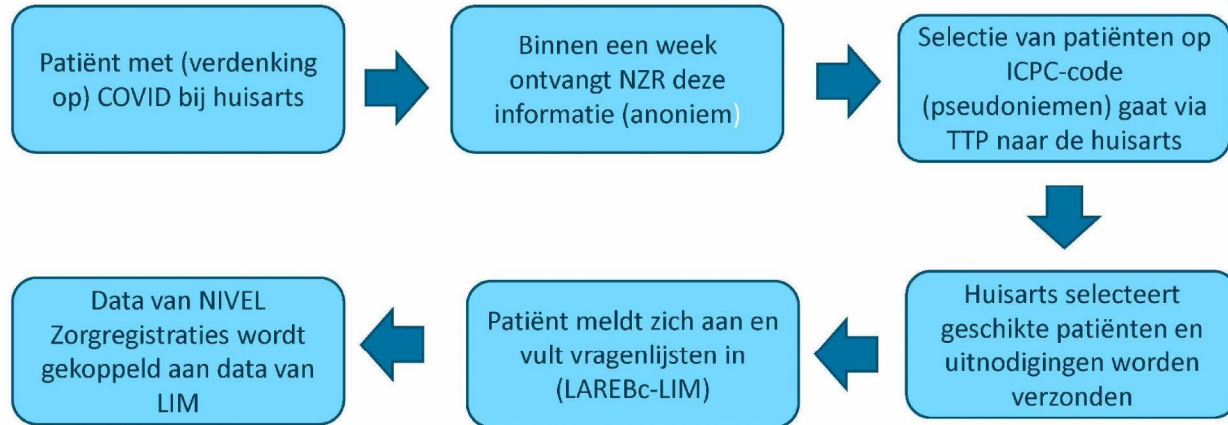 Patiënt met (verdenking
op) COVID bij huisarts
Binnen een week
ontvangt NZR deze
informatie (anoniem)
Selectie van patiënten op
ICPC-code
(pseudoniemen) gaat via
TTP naar de huisarts
Huisarts selecteert
geschikte patiënten en
uitnodigingen worden
verzonden
Patiënt meldt zich aan en
vult vragenlijsten in
(LAREBc-LIM)
Data van NIVEL
Zorgregistraties wordt
gekoppeld aan data van
LIM